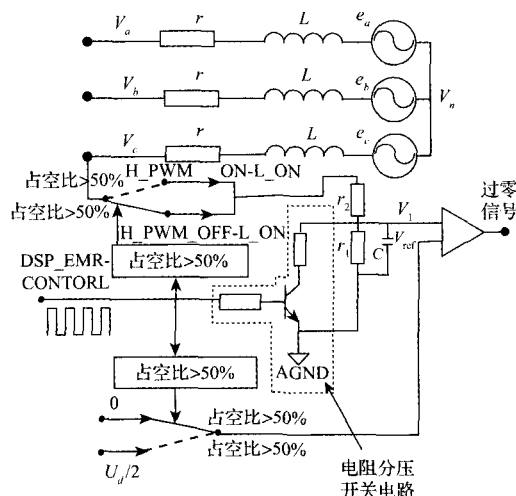 V_a r L e_a
V_b r L e_b V_n
V_c r L e_c
H_PWM_ON-L_ON
占空比>50%
占空比>50%
H_PWM_OFF-L_ON
r_2
V_1
过零
信号
DSP_EMR-
CONTORL
占空比>50%
r_1
C
V_ref
AGND
占空比>50%
0
占空比>50%
占空比>50%
U_d/2
电阻分压
开关电路